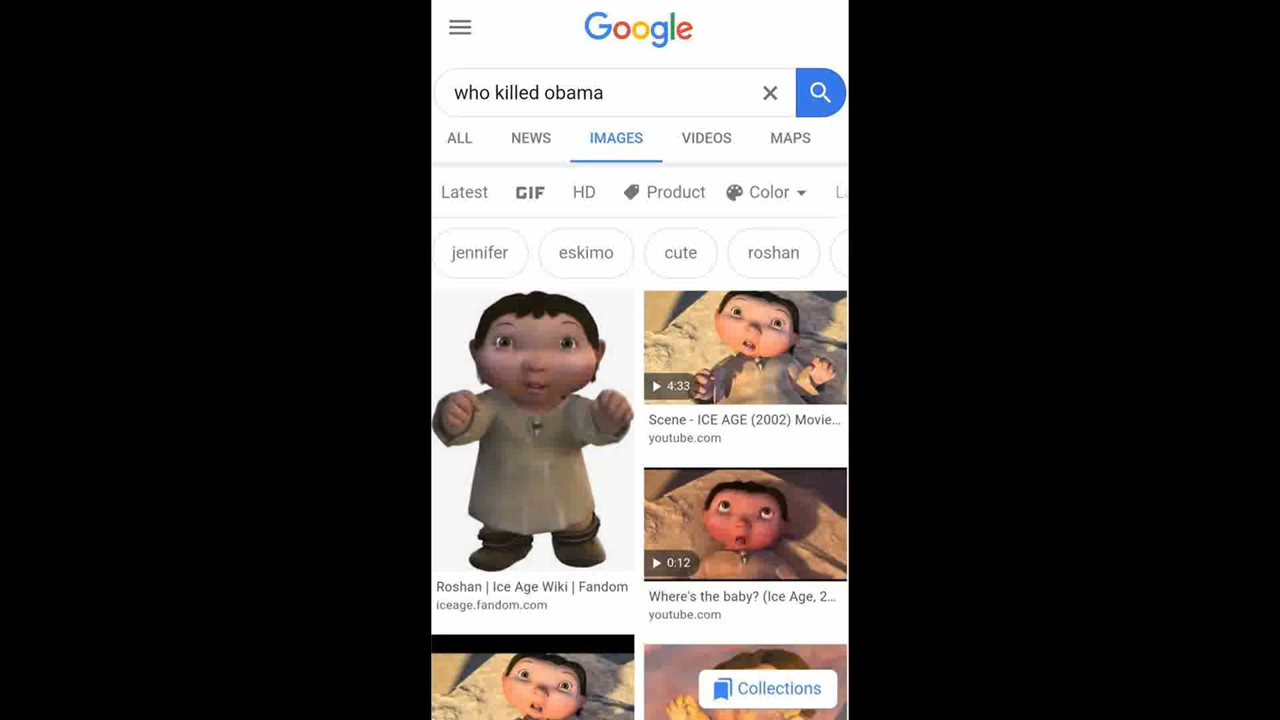 Google
who killed obama
ALL NEWS IMAGES VIDEOS MAPS
Latest GIF HD Product Color
jennifer eskimo cute roshan
4:33
Scene - ICE AGE (2002) Movie...
youtube.com
0:12
Roshan | Ice Age Wiki | Fandom
iceage.fandom.com
Where's the baby? (Ice Age, 2...
youtube.com
Collections